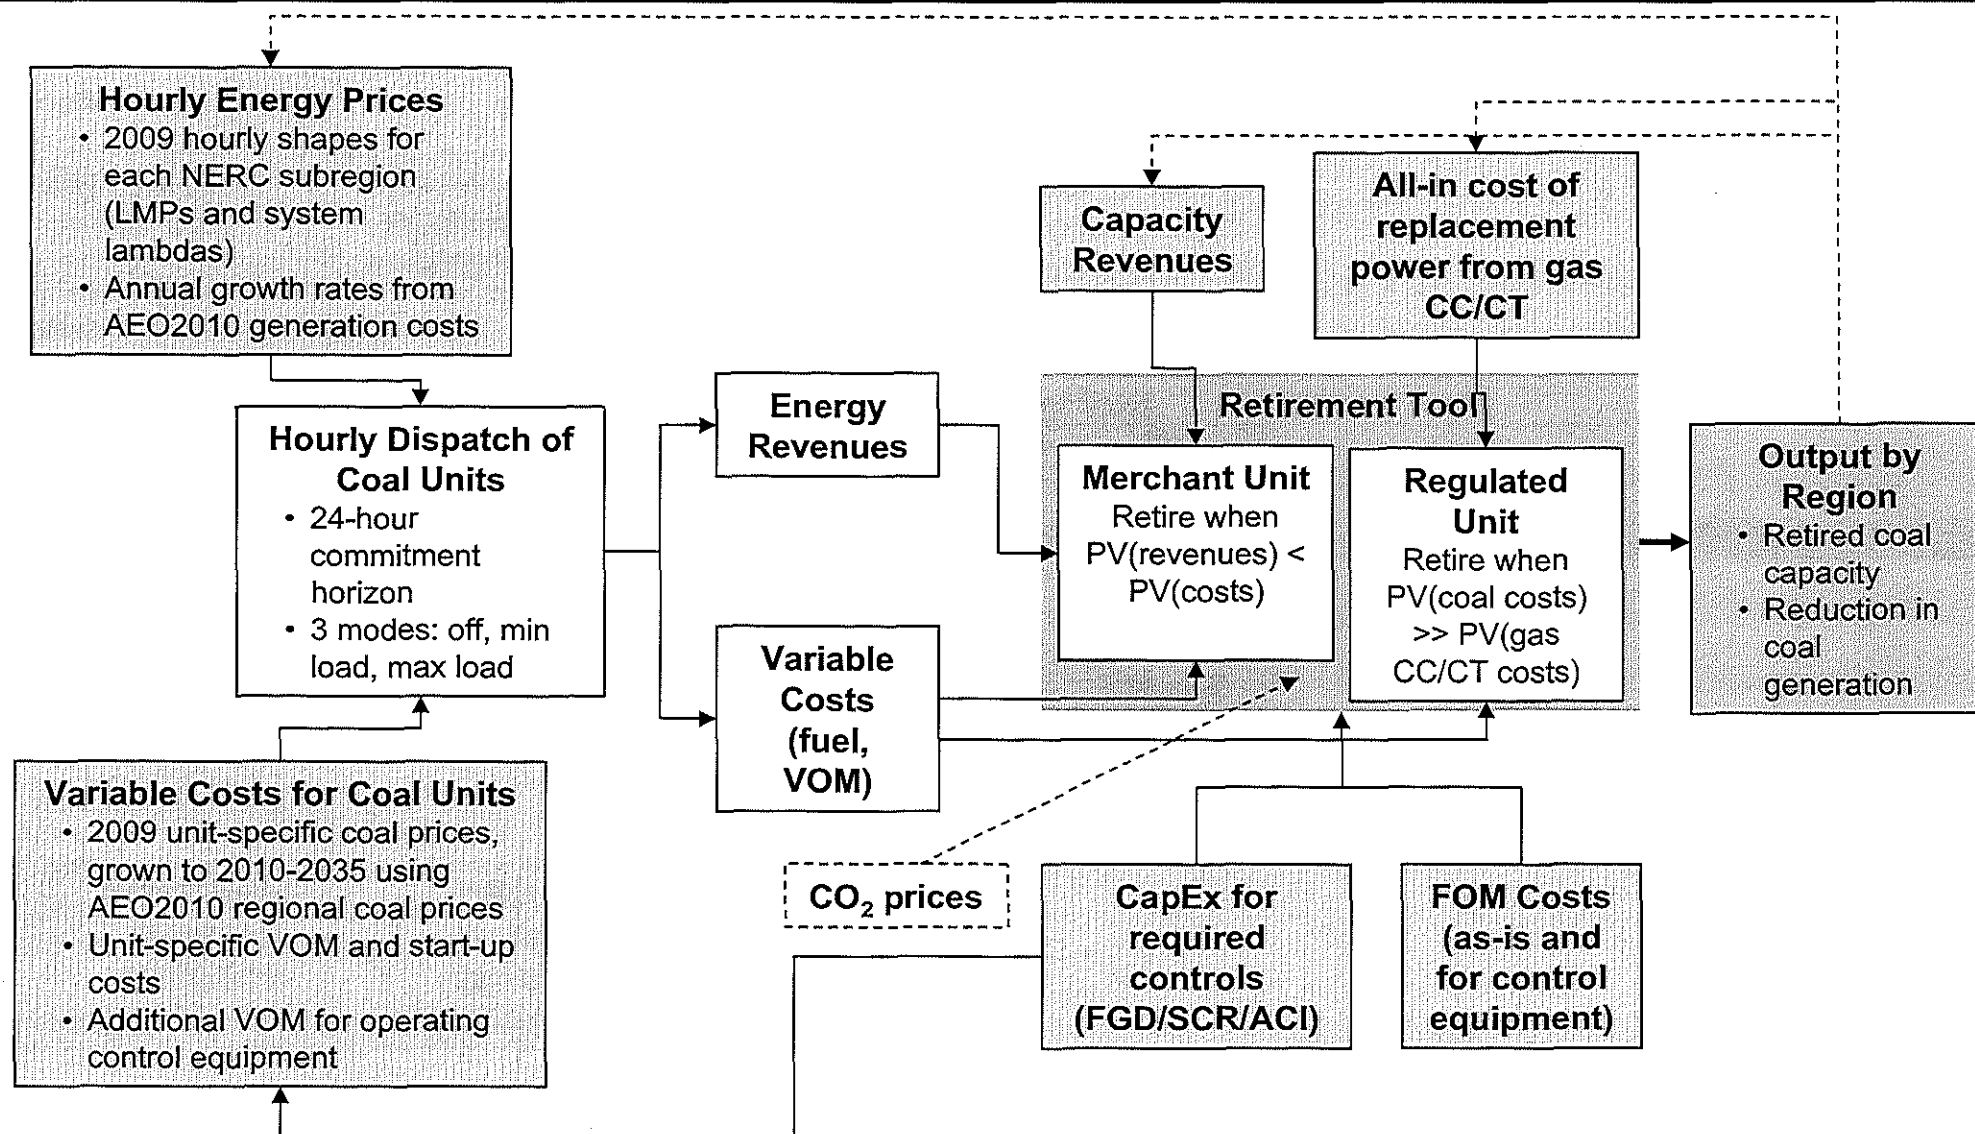 Hourly Energy Prices
• 2009 hourly shapes for
each NERC subregion
(LMPs and system
lambdas)
• Annual growth rates from
AEO2010 generation costs
Capacity
Revenues
All-in cost of
replacement
power from gas
CC/CT
Hourly Dispatch of
Coal Units
• 24-hour
commitment
horizon
• 3 modes: off, min
load, max load
Energy
Revenues
Variable
Costs
(fuel,
VOM)
Retirement Tool
Merchant Unit
Retire when
PV(revenues) <
PV(costs)
Regulated
Unit
Retire when
PV(coal costs)
>> PV(gas
CC/CT costs)
Output by
Region
• Retired coal
capacity
• Reduction in
coal
generation
Variable Costs for Coal Units
• 2009 unit-specific coal prices,
grown to 2010-2035 using
AEO2010 regional coal prices
• Unit-specific VOM and start-up
costs
• Additional VOM for operating
control equipment
CO₂ prices
CapEx for
required
controls
(FGD/SCR/ACI)
FOM Costs
(as-is and
for control
equipment)